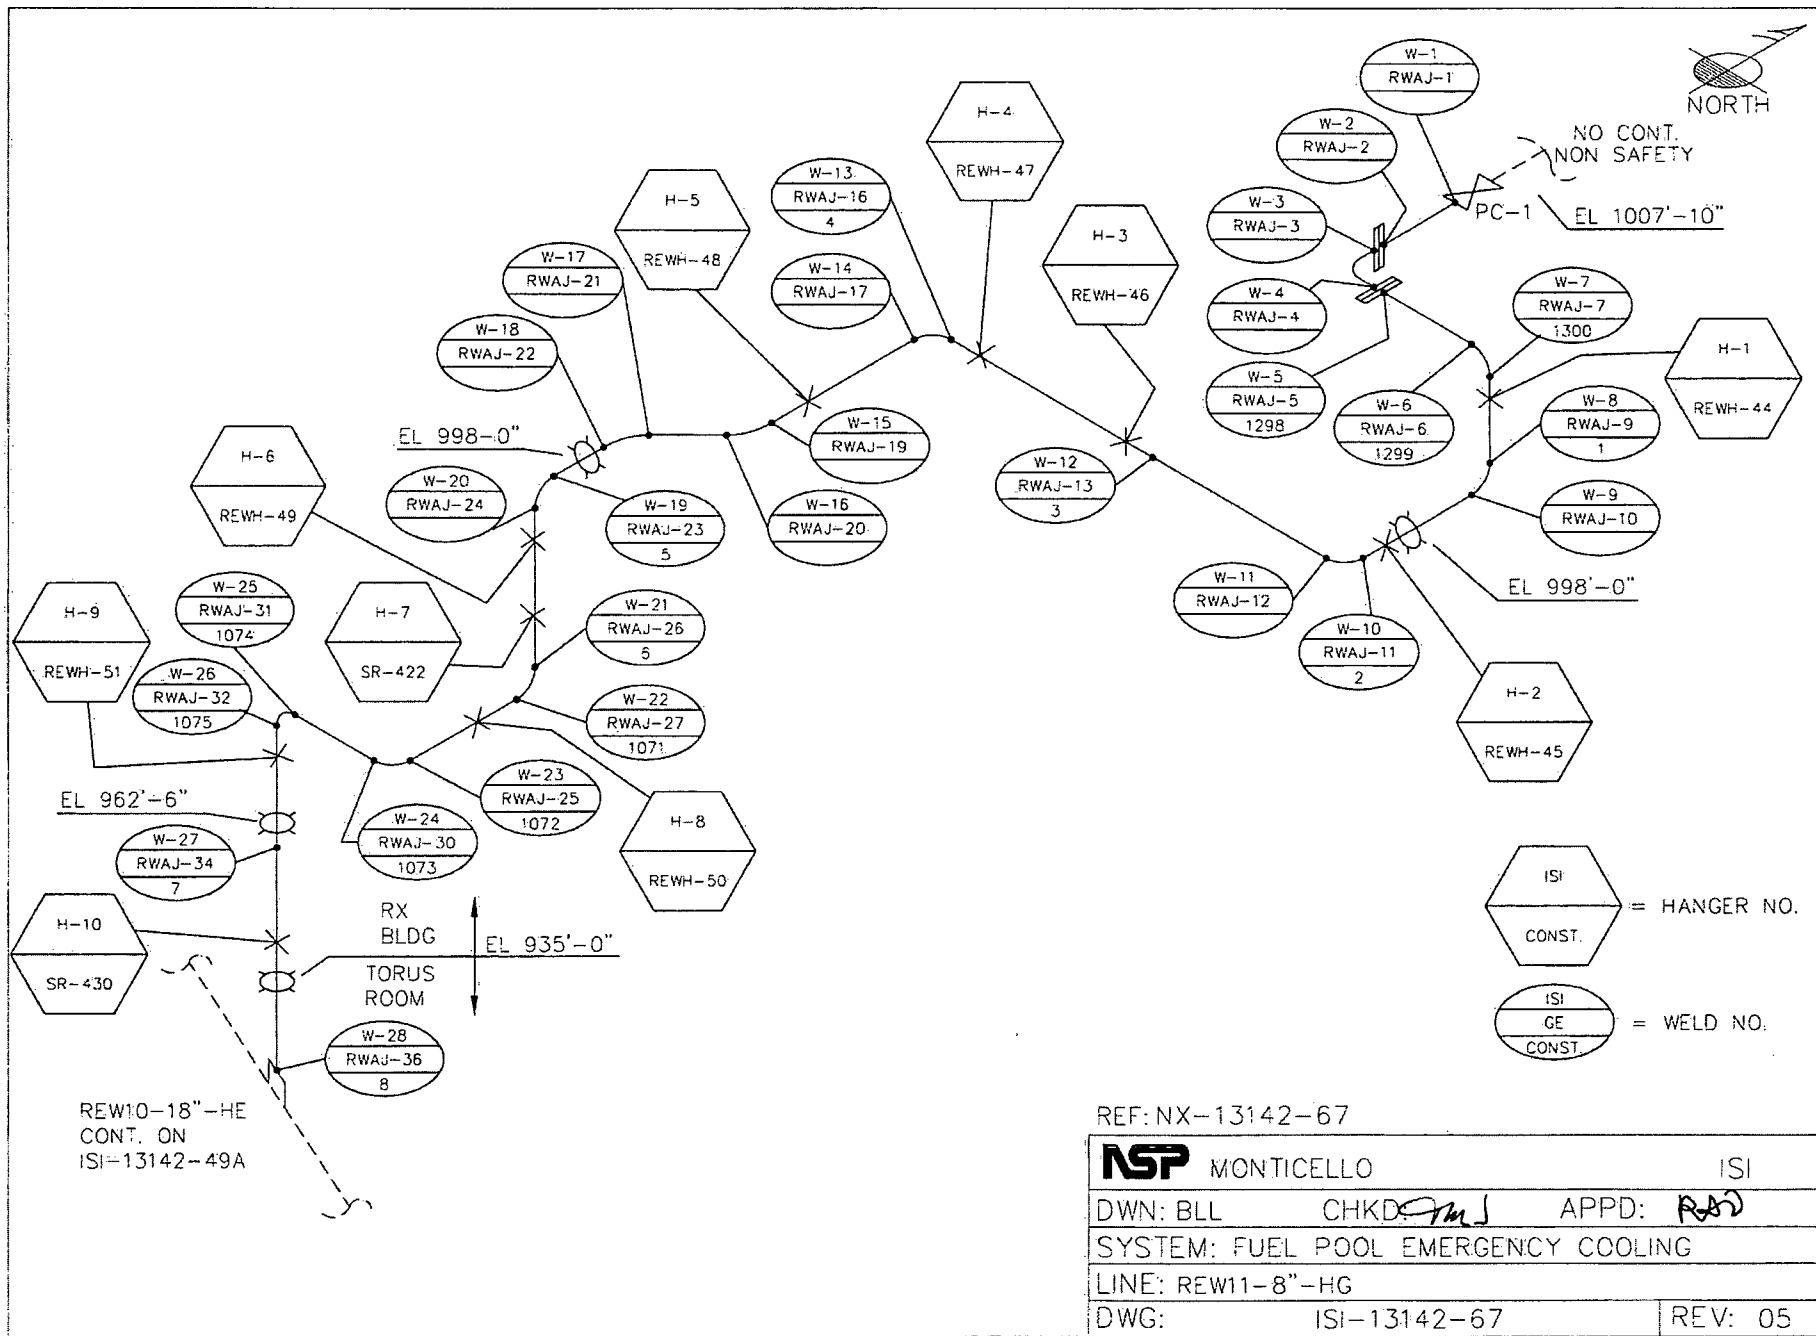 W-1
RWAJ-1
NORTH
NO CONT.
NON SAFETY
PC-1
EL 1007'-10"
W-2
RWAJ-2
W-3
RWAJ-3
W-4
RWAJ-4
W-5
RWAJ-5
1298
W-6
RWAJ-6
1299
W-7
RWAJ-7
1300
H-1
REWH-44
W-8
RWAJ-9
1
W-9
RWAJ-10
EL 998'-0"
H-2
REWH-45
W-10
RWAJ-11
2
W-11
RWAJ-12
W-12
RWAJ-13
3
H-3
REWH-46
H-4
REWH-47
W-13
RWAJ-16
4
W-14
RWAJ-17
H-5
REWH-48
W-15
RWAJ-19
W-16
RWAJ-20
W-17
RWAJ-21
W-18
RWAJ-22
EL 998-0"
W-19
RWAJ-23
5
W-20
RWAJ-24
H-6
REWH-49
H-7
SR-422
W-21
RWAJ-26
6
W-22
RWAJ-27
1071
W-23
RWAJ-25
1072
H-8
REWH-50
W-24
RWAJ-30
1073
W-25
RWAJ-31
1074
W-26
RWAJ-32
1075
H-9
REWH-51
EL 962'-6"
W-27
RWAJ-34
7
H-10
SR-430
RX
BLDG
EL 935'-0"
TORUS
ROOM
W-28
RWAJ-36
8
REW10-18"-HE
CONT. ON
ISI-13142-49A
ISI
CONST.
= HANGER NO.
ISI
GE
CONST.
= WELD NO.
REF: NX-13142-67
NSP MONTICELLO ISI
DWN: BLL CHKD: APPD: RAD
SYSTEM: FUEL POOL EMERGENCY COOLING
LINE: REW11-8"-HG
DWG: ISI-13142-67 REV: 05